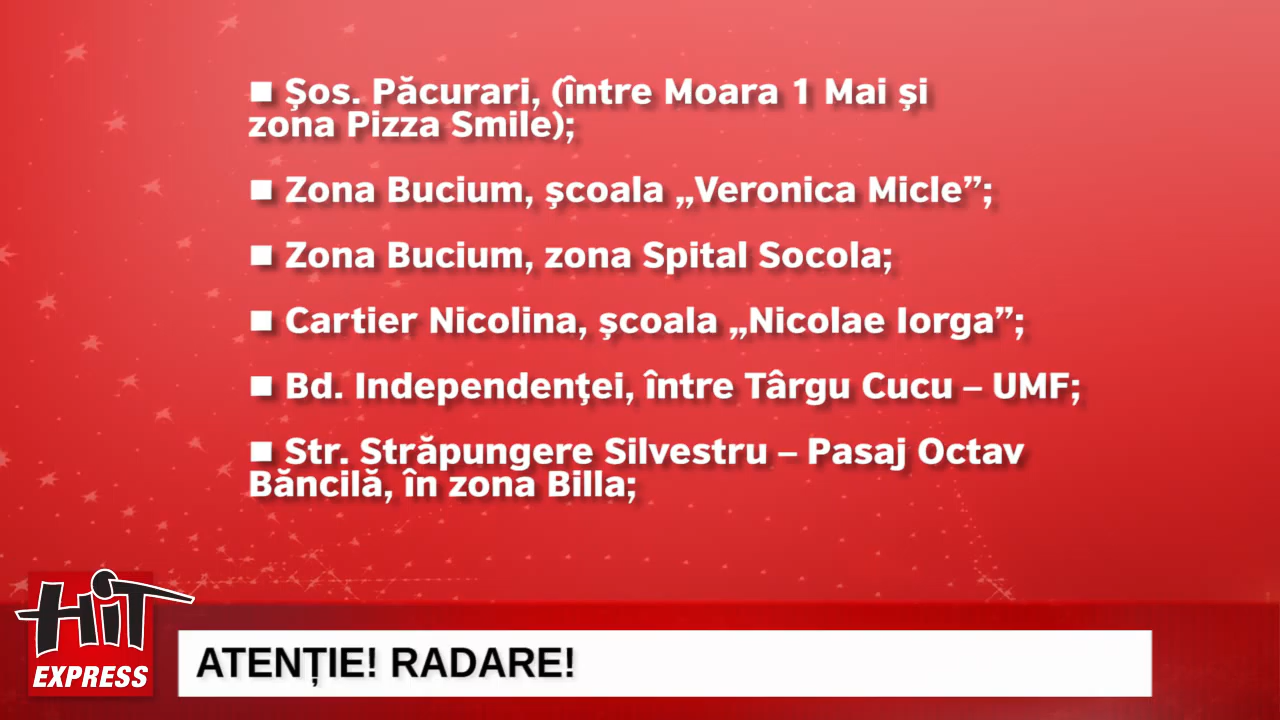 ■ Şos. Păcurari, (între Moara 1 Mai şi
zona Pizza Smile);
■ Zona Bucium, şcoala „Veronica Micle”;
■ Zona Bucium, zona Spital Socola;
■ Cartier Nicolina, şcoala „Nicolae Iorga”;
■ Bd. Independenţei, între Târgu Cucu – UMF;
■ Str. Străpungere Silvestru – Pasaj Octav
Băncilă, în zona Billa;
HiT
EXPRESS
ATENȚIE! RADARE!